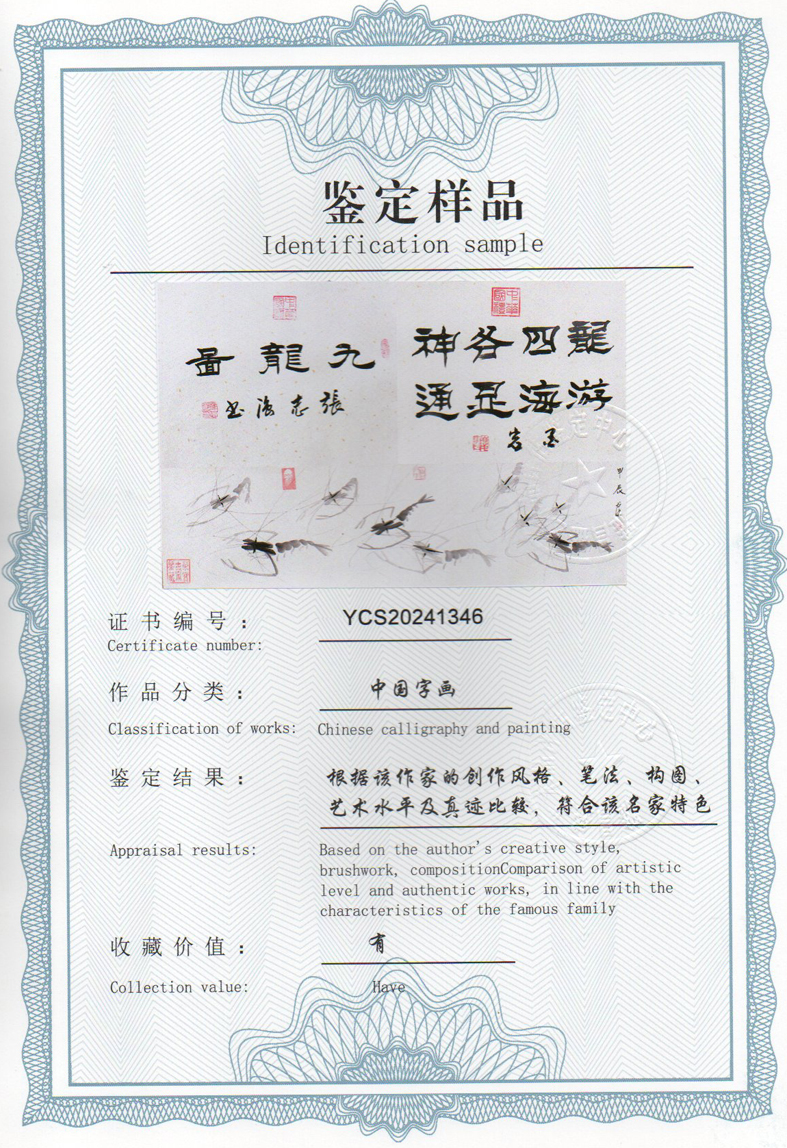 鉴定样品
Identification sample
九龍圖
龍游
四海
各显
神通
甲辰
证书编号：
YCS20241346
Certificate number:
作品分类：
中国字画
Classification of works:
Chinese calligraphy and painting
鉴定结果：
根据该作家的创作风格、笔法、构图、
艺术水平及真迹比较，符合该名家特色
Appraisal results:
Based on the author's creative style,
brushwork, compositionComparison of artistic
level and authentic works, in line with the
characteristics of the famous family
收藏价值：
有
Collection value:
Have